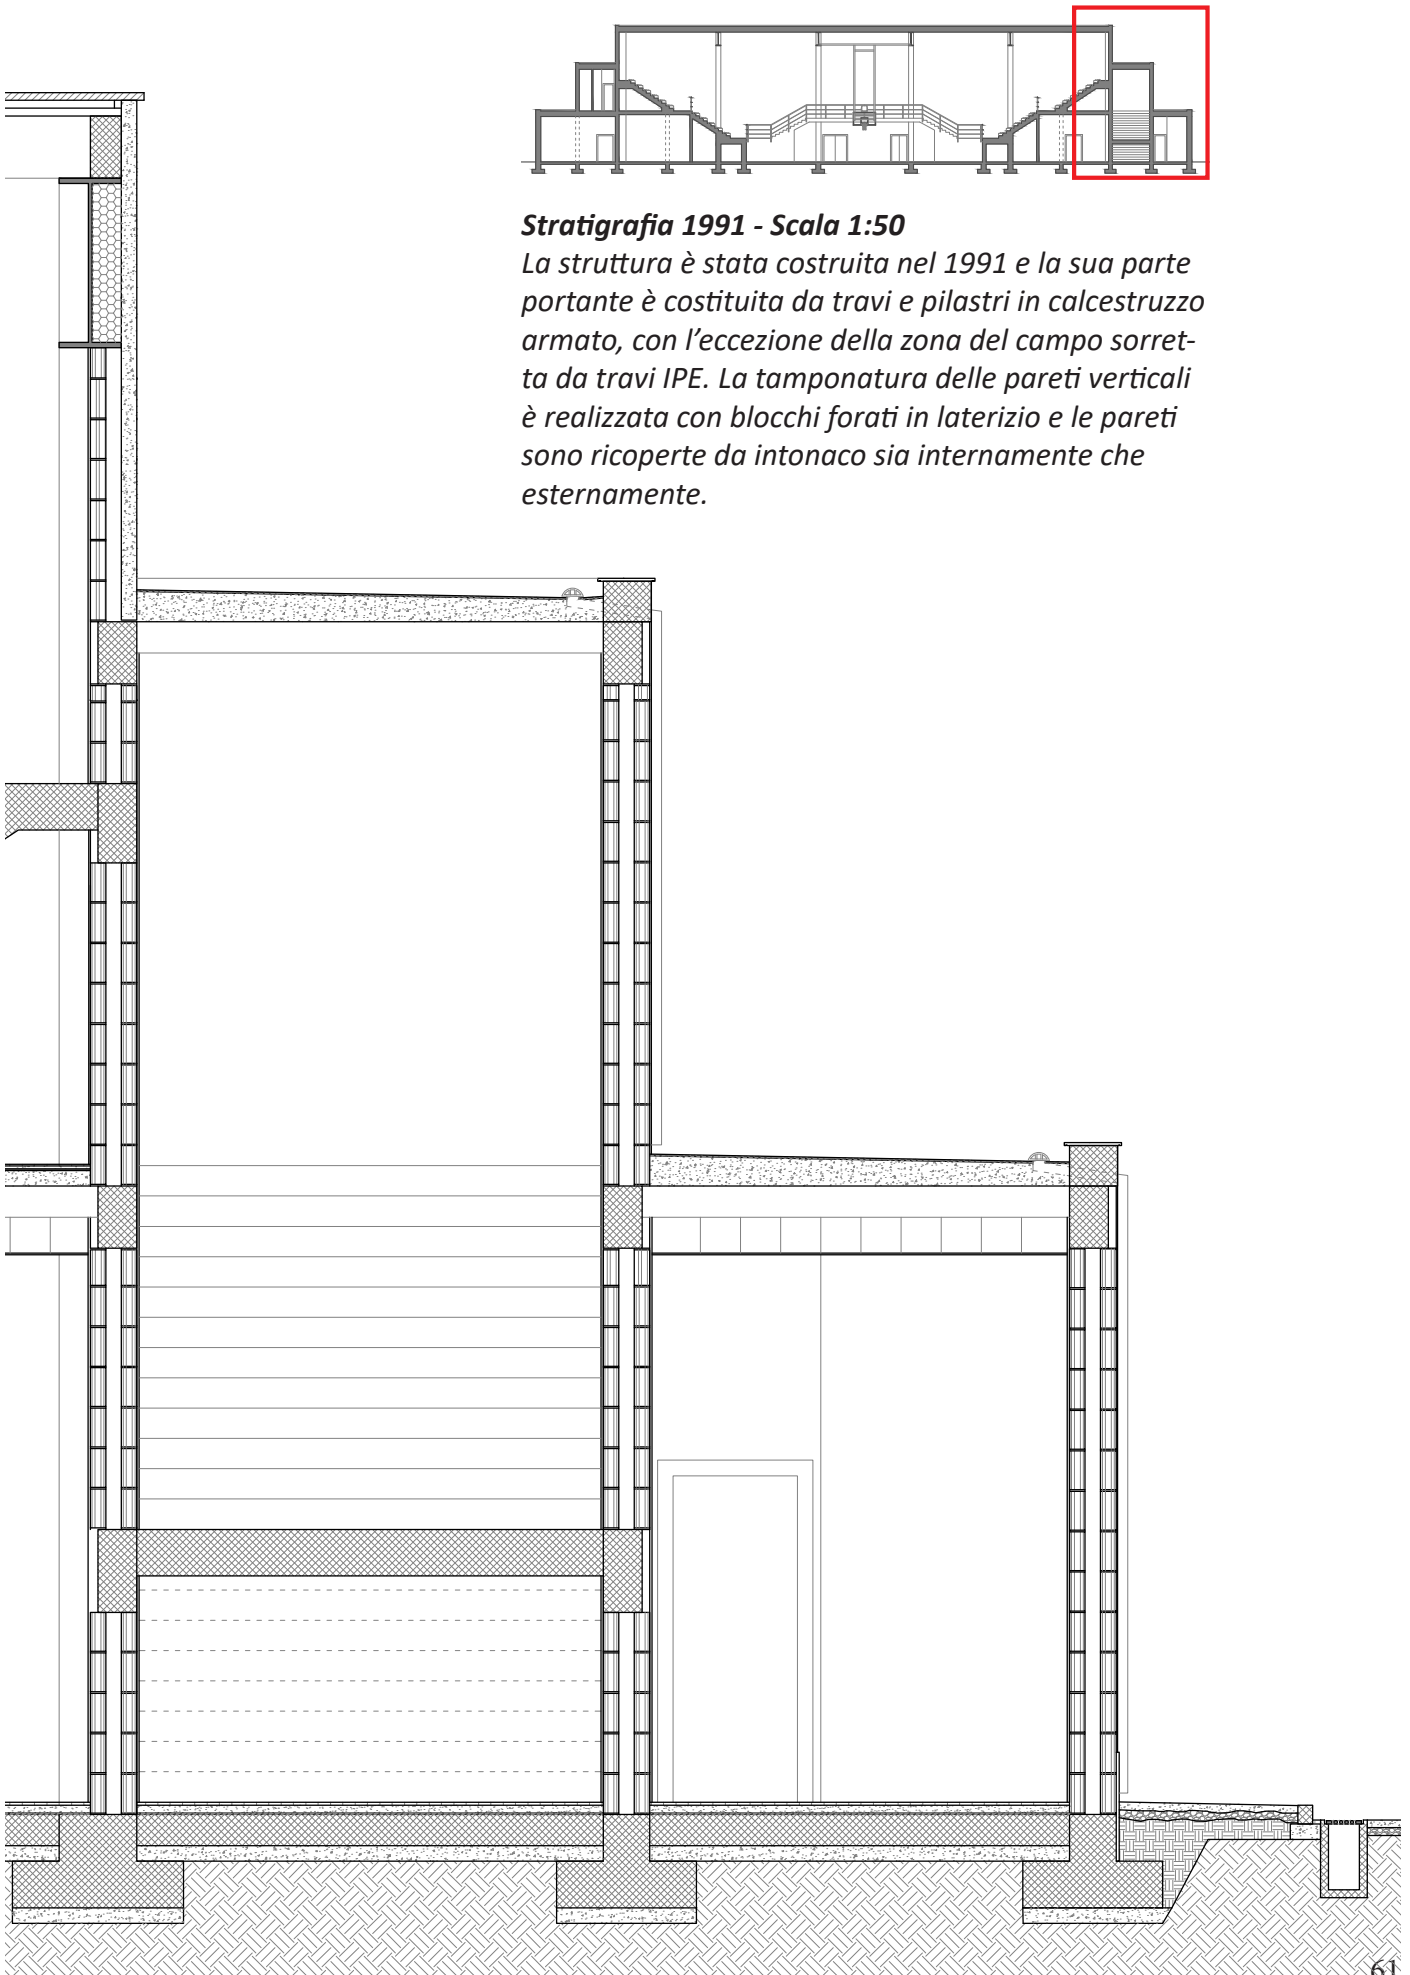 Stratigrafia 1991 - Scala 1:50
La struttura è stata costruita nel 1991 e la sua parte
portante è costituita da travi e pilastri in calcestruzzo
armato, con l’eccezione della zona del campo sorret-
ta da travi IPE. La tamponatura delle pareti verticali
è realizzata con blocchi forati in laterizio e le pareti
sono ricoperte da intonaco sia internamente che
esternamente.
61